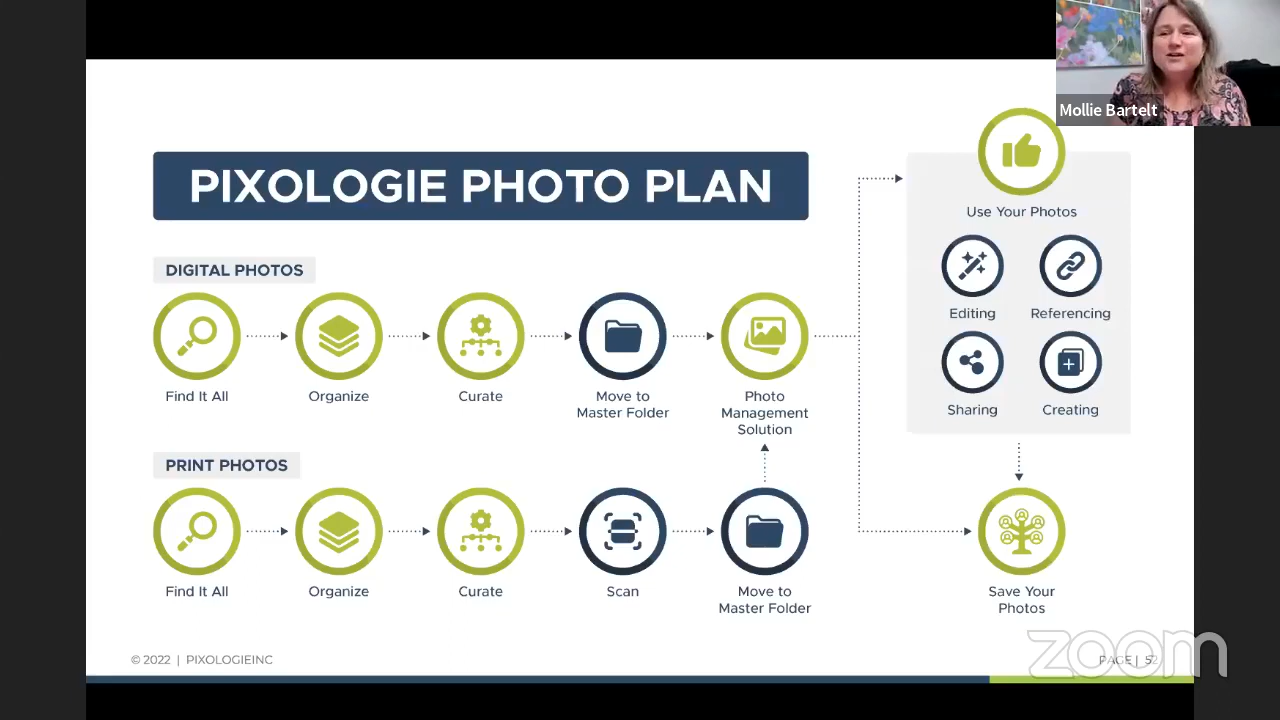 Mollie Bartelt
PIXOLOGIE PHOTO PLAN
Use Your Photos
Editing
Referencing
Sharing
Creating
DIGITAL PHOTOS
Find It All
Organize
Curate
Move to
Master Folder
Photo
Management
Solution
PRINT PHOTOS
Find It All
Organize
Curate
Scan
Move to
Master Folder
Save Your
Photos
© 2022 | PIXOLOGIEINC
PAGE | 52
zoom